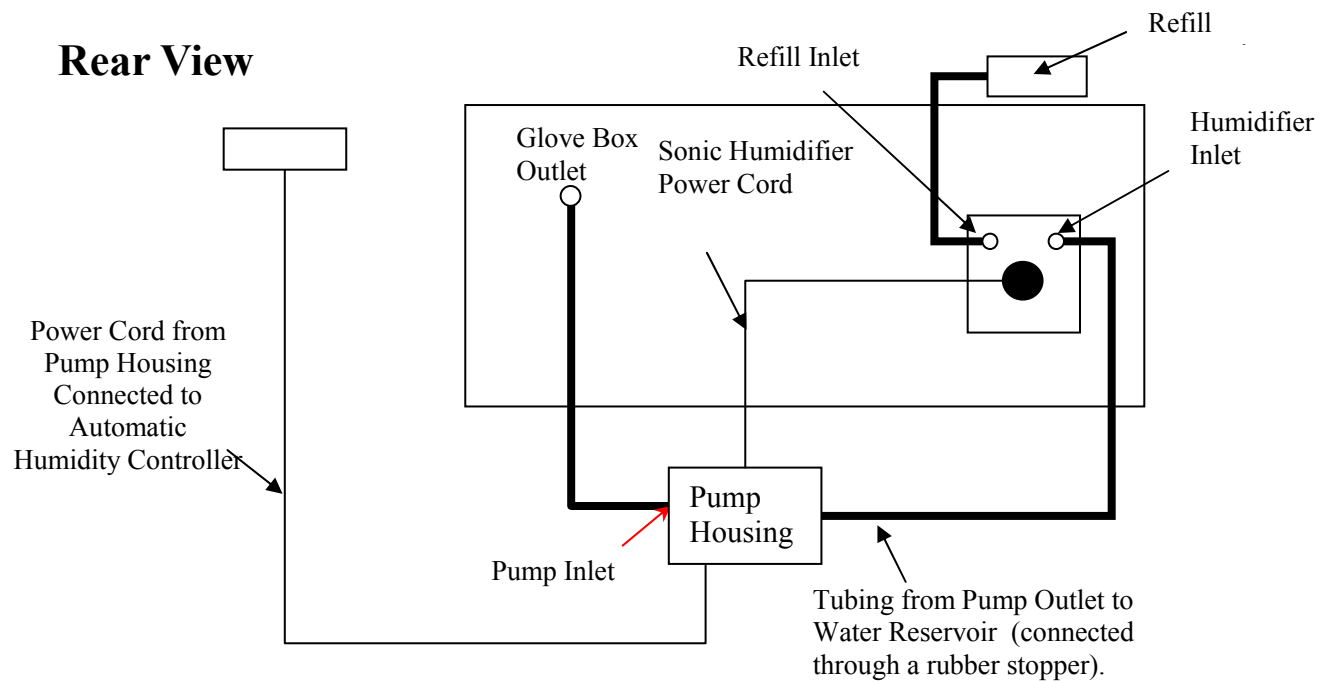 Rear View
Refill
Refill Inlet
Humidifier
Inlet
Glove Box
Outlet
Sonic Humidifier
Power Cord
Power Cord from
Pump Housing
Connected to
Automatic
Humidity Controller
Pump
Housing
Pump Inlet
Tubing from Pump Outlet to
Water Reservoir (connected
through a rubber stopper).